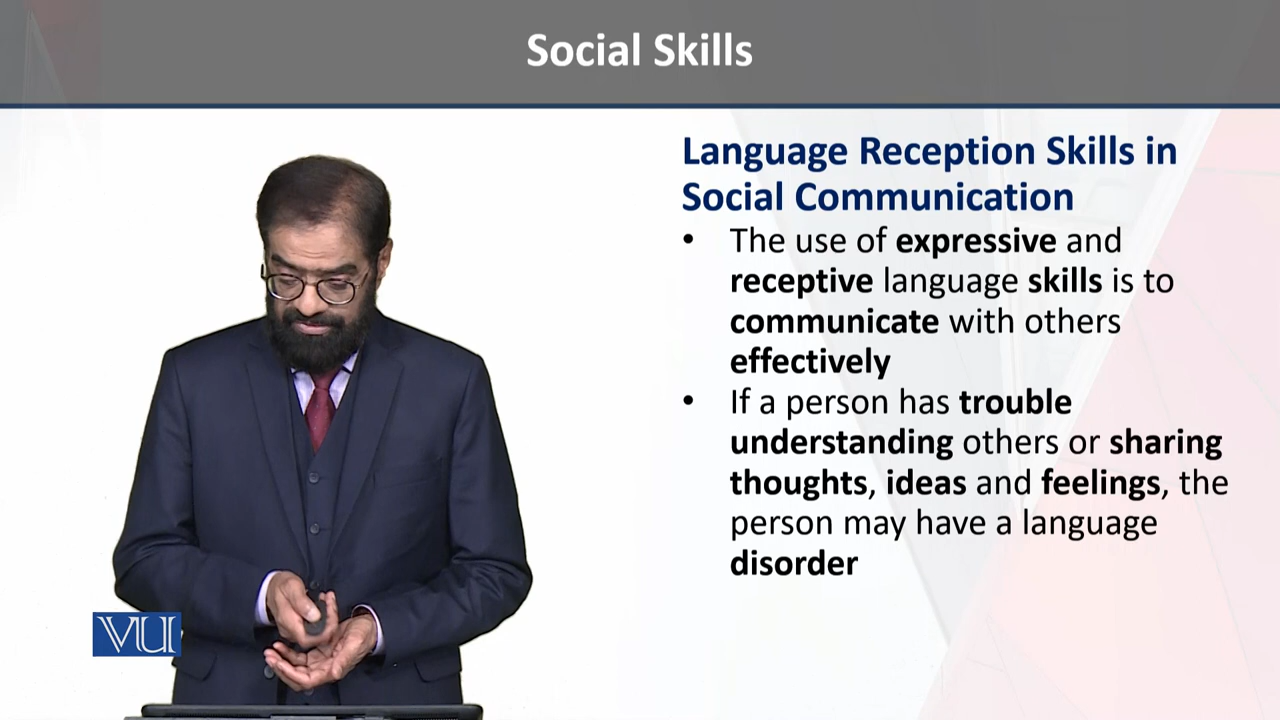 Social Skills
Language Reception Skills in
Social Communication
• The use of expressive and
receptive language skills is to
communicate with others
effectively
• If a person has trouble
understanding others or sharing
thoughts, ideas and feelings, the
person may have a language
disorder
VU